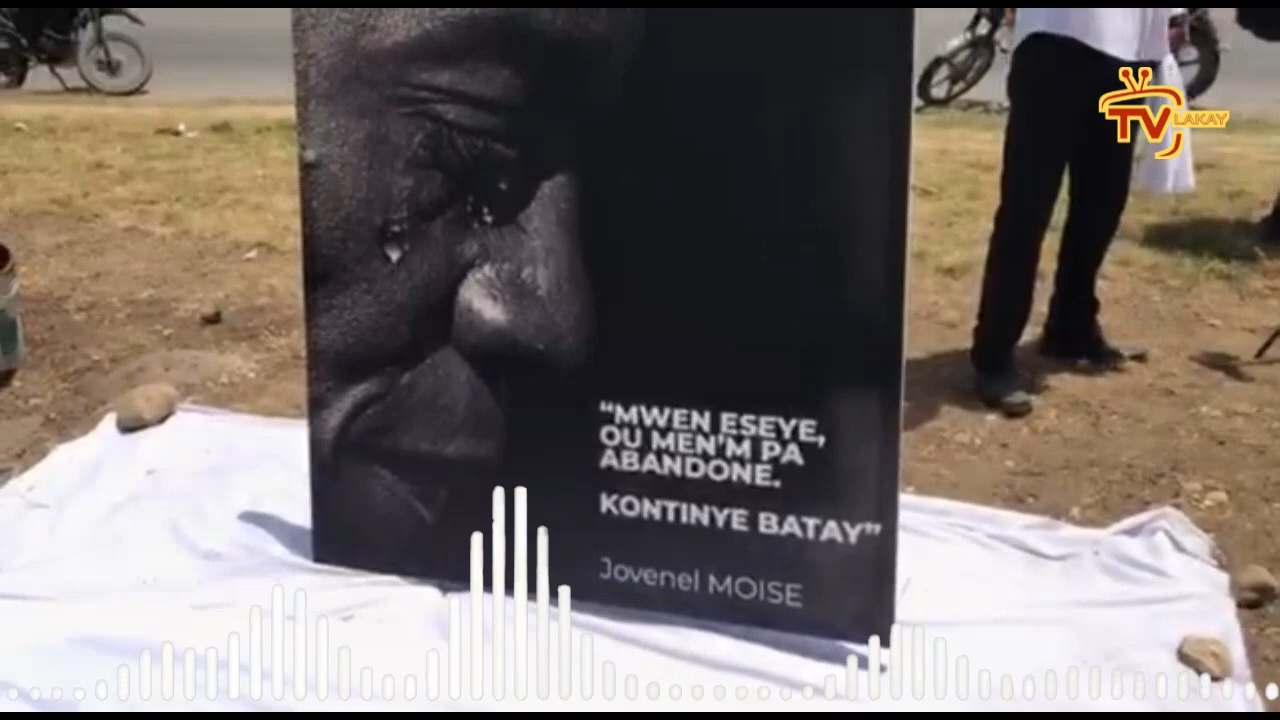 TV LAKAY
“MWEN ESEYE,
OU MEN'M PA
ABANDONE.
KONTINYE BATAY”
Jovenel MOISE